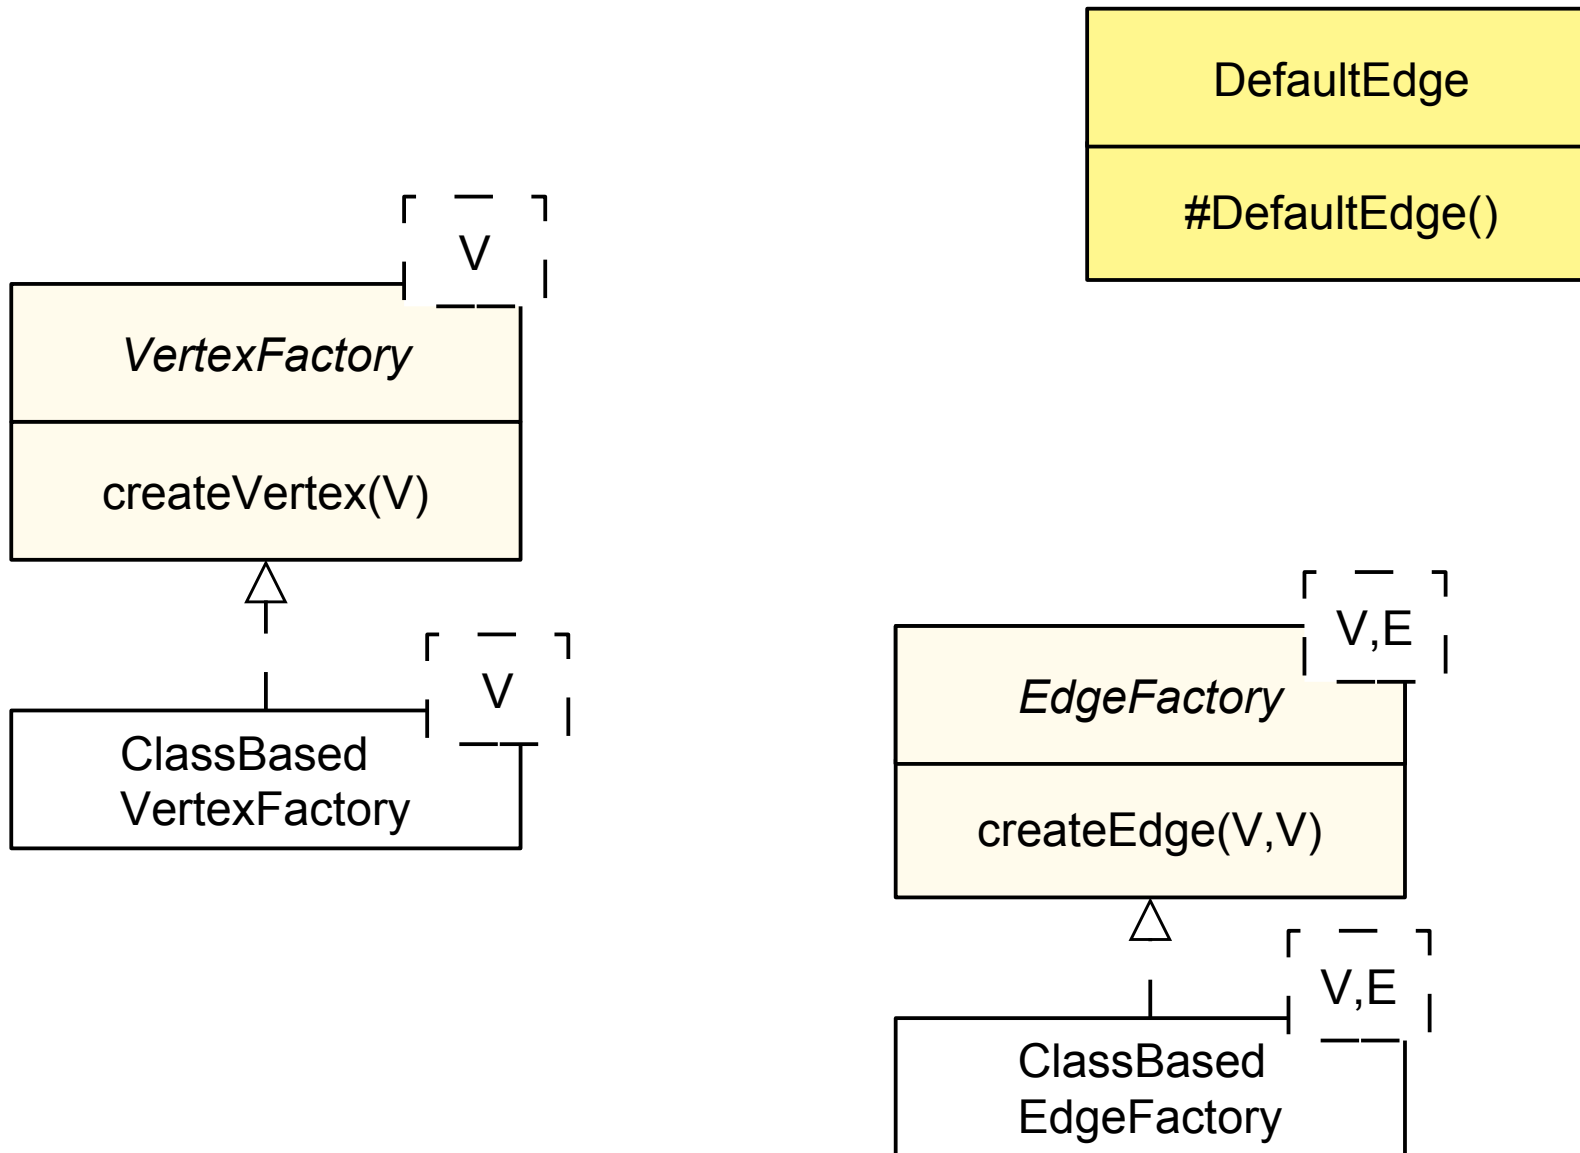 DefaultEdge
#DefaultEdge()
V
VertexFactory
createVertex(V)
V
ClassBased
VertexFactory
V,E
EdgeFactory
createEdge(V,V)
V,E
ClassBased
EdgeFactory